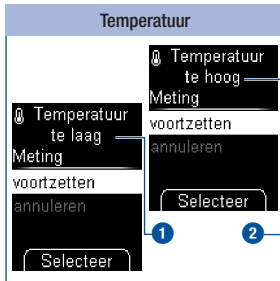 Temperatuur
Temperatuur
te laag
Meting
voortzetten
annuleren
Selecteer
1
Temperatuur
te hoog
Meting
voortzetten
annuleren
Selecteer
2